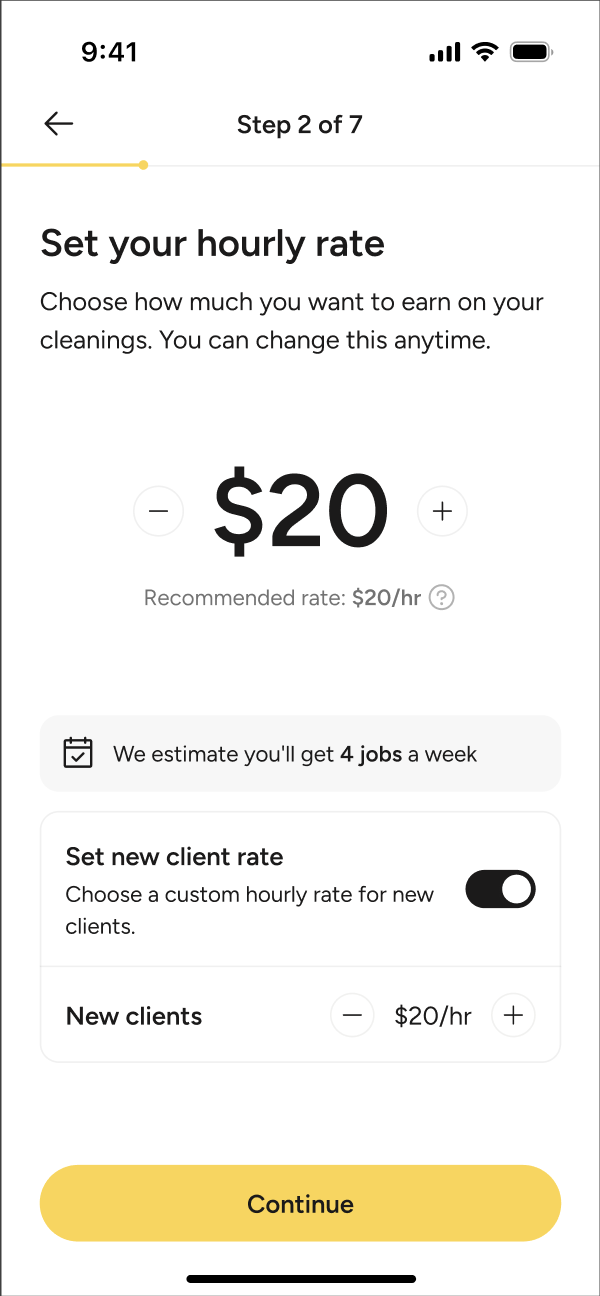 9:41
Step 2 of 7
Set your hourly rate
Choose how much you want to earn on your
cleanings. You can change this anytime.
$20
Recommended rate: $20/hr ?
We estimate you'll get 4 jobs a week
Set new client rate
Choose a custom hourly rate for new
clients.
New clients
$20/hr
Continue